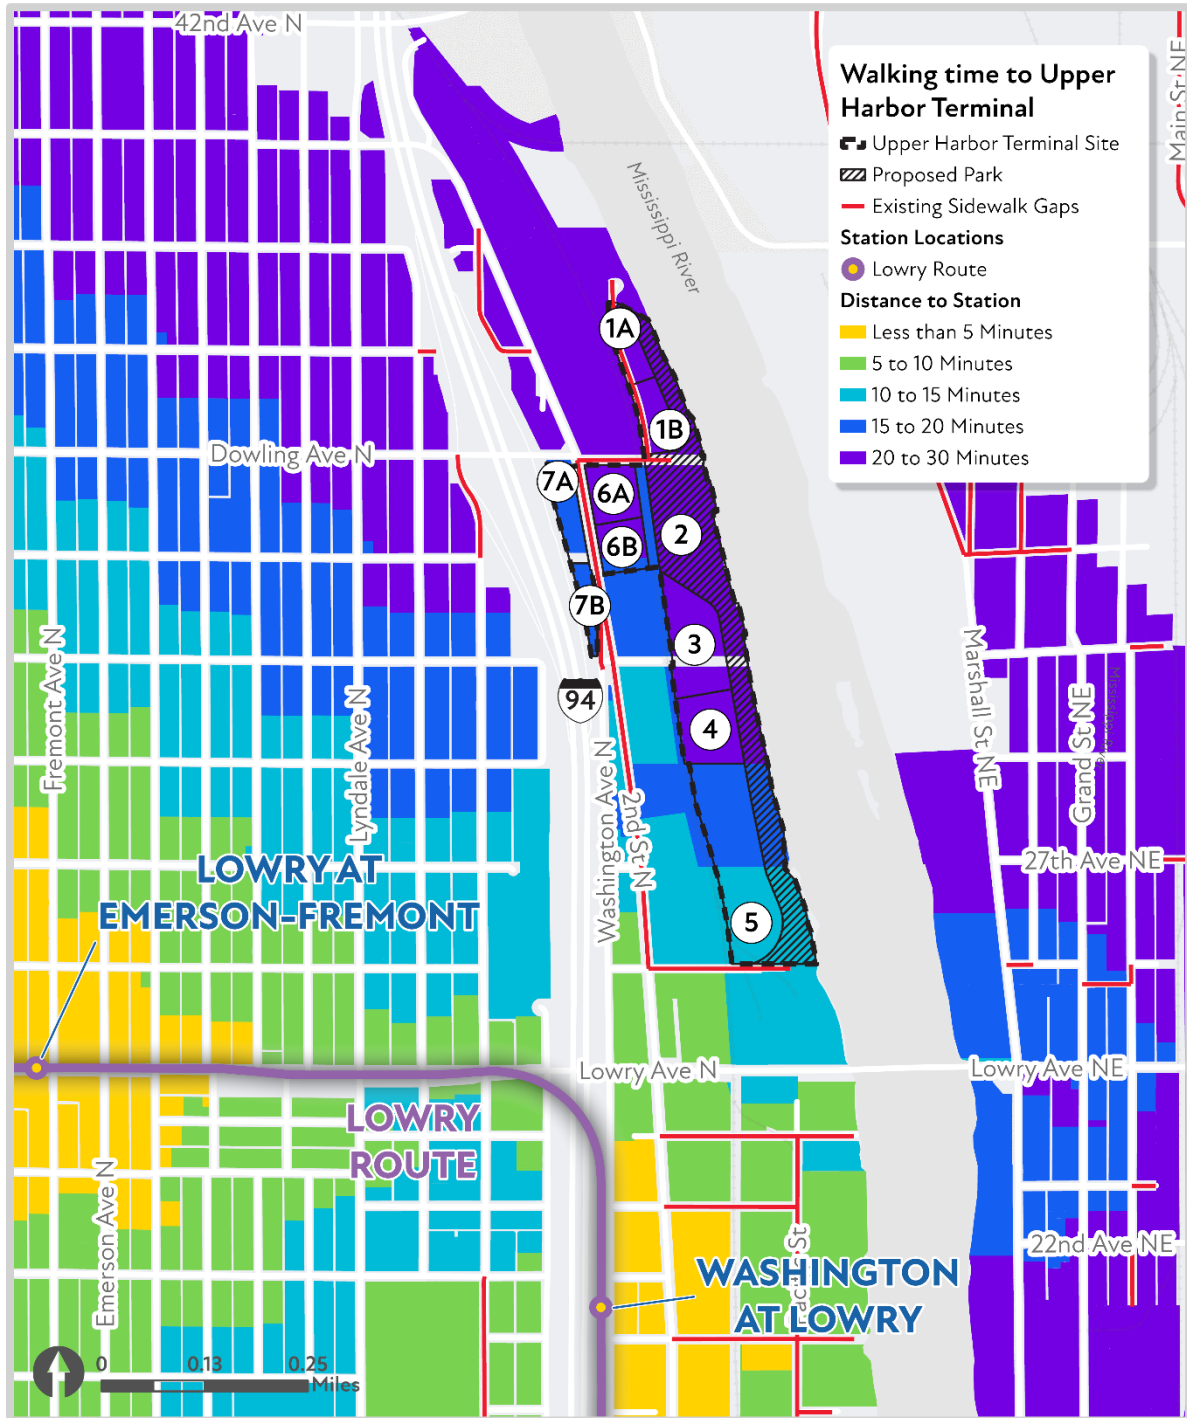 42nd Ave N
Walking time to Upper
Harbor Terminal
Upper Harbor Terminal Site
Proposed Park
Existing Sidewalk Gaps
Station Locations
Lowry Route
Distance to Station
Less than 5 Minutes
5 to 10 Minutes
10 to 15 Minutes
15 to 20 Minutes
20 to 30 Minutes
Main St NE
Mississippi River
1A
1B
Dowling Ave N
7A
6A
6B
2
7B
3
94
4
5
Fremont Ave N
Lyndale Ave N
Washington Ave N
2nd St N
Marshall St NE
Grand St NE
Mississippi River
27th Ave NE
LOWRY AT
EMERSON-FREMONT
Lowry Ave N
Lowry Ave NE
LOWRY
ROUTE
Emerson Ave N
22nd Ave NE
WASHINGTON
AT LOWRY
0 0.13 0.25
Miles